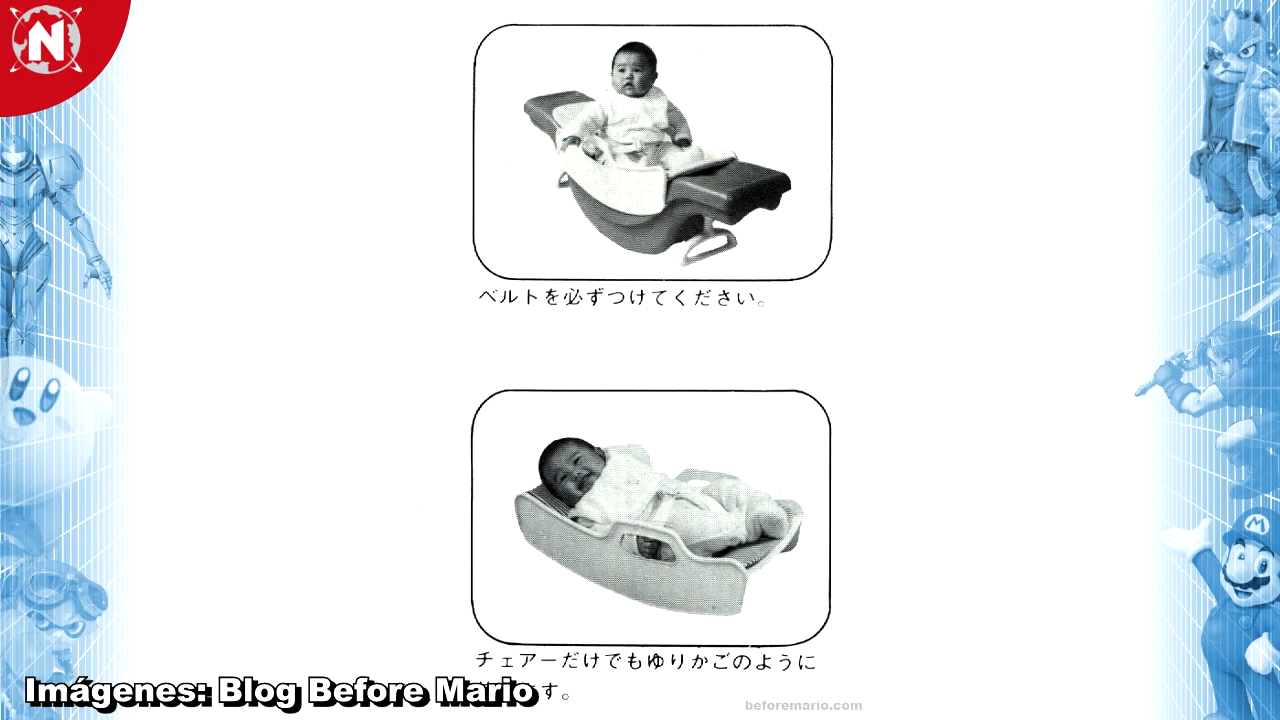 N
ベルトを必ずつけてください。
チェアーだけでもゆりかごのように
す。
Imágenes: Blog Before Mario
beforemario.com
M